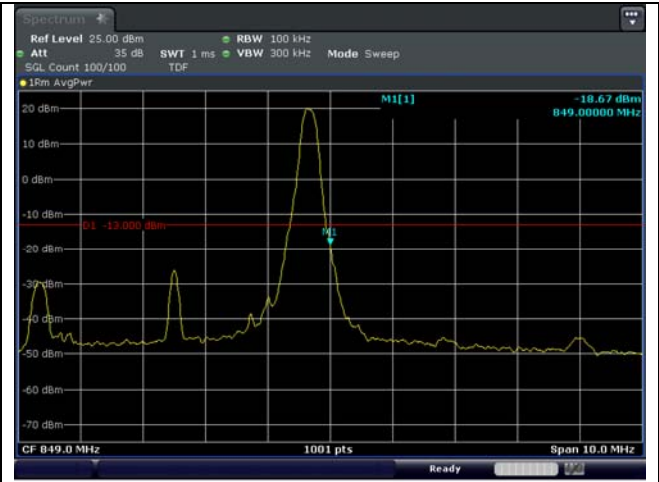 Spectrum
Ref Level 25.00 dBm RBW 100 kHz
Att 35 dB SWT 1 ms VBW 300 kHz Mode Sweep
SGL Count 100/100 TDF
1Rm AvgPwr
M1[1] -18.67 dBm
849.00000 MHz
20 dBm
10 dBm
0 dBm
-10 dBm
D1 -13.000 dBm
M1
-20 dBm
-30 dBm
-40 dBm
-50 dBm
-60 dBm
-70 dBm
CF 849.0 MHz 1001 pts Span 10.0 MHz
Ready